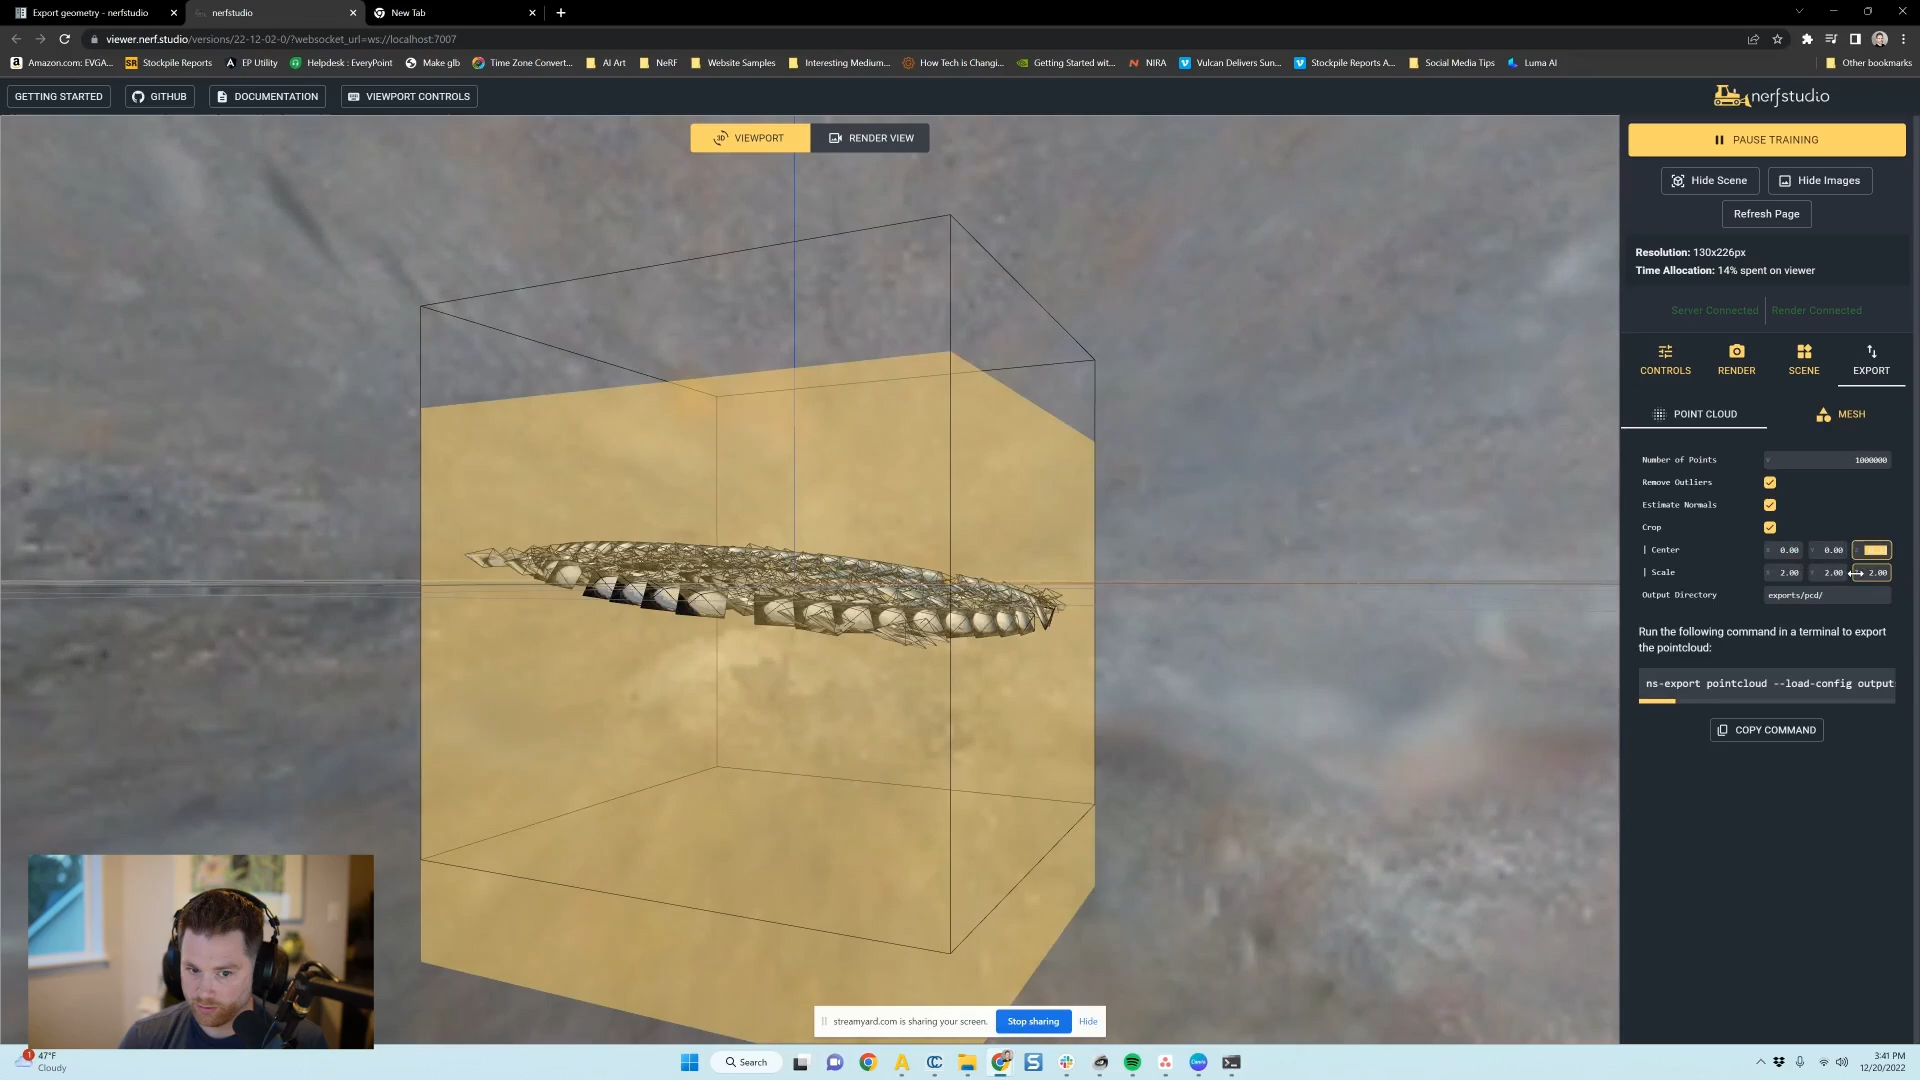 Export geometry - nerfstudio
nerfstudio
New Tab
viewer.nerf.studio/versions/22-12-02-0/?websocket_url=ws://localhost:7007
Amazon.com: EVGA...
Stockpile Reports
EP Utility
Helpdesk : EveryPoint
Make glb
Time Zone Convert...
AI Art
NeRF
Website Samples
Interesting Medium...
How Tech is Changi...
Getting Started wit...
NIRA
Vulcan Delivers Sun...
Stockpile Reports A...
Social Media Tips
Luma AI
Other bookmarks
GETTING STARTED
GITHUB
DOCUMENTATION
VIEWPORT CONTROLS
nerfstudio
VIEWPORT
RENDER VIEW
PAUSE TRAINING
Hide Scene
Hide Images
Refresh Page
Resolution: 130x226px
Time Allocation: 14% spent on viewer
Server Connected
Render Connected
CONTROLS
RENDER
SCENE
EXPORT
POINT CLOUD
MESH
Number of Points 1000000
Remove Outliers
Estimate Normals
Crop
| Center 0.00 0.00
| Scale 2.00 2.00 2.00
Output Directory exports/pcd/
Run the following command in a terminal to export
the pointcloud:
ns-export pointcloud --load-config output
COPY COMMAND
streamyard.com is sharing your screen.
Stop sharing
Hide
1
47°F
Cloudy
Search
3:41 PM
12/20/2022